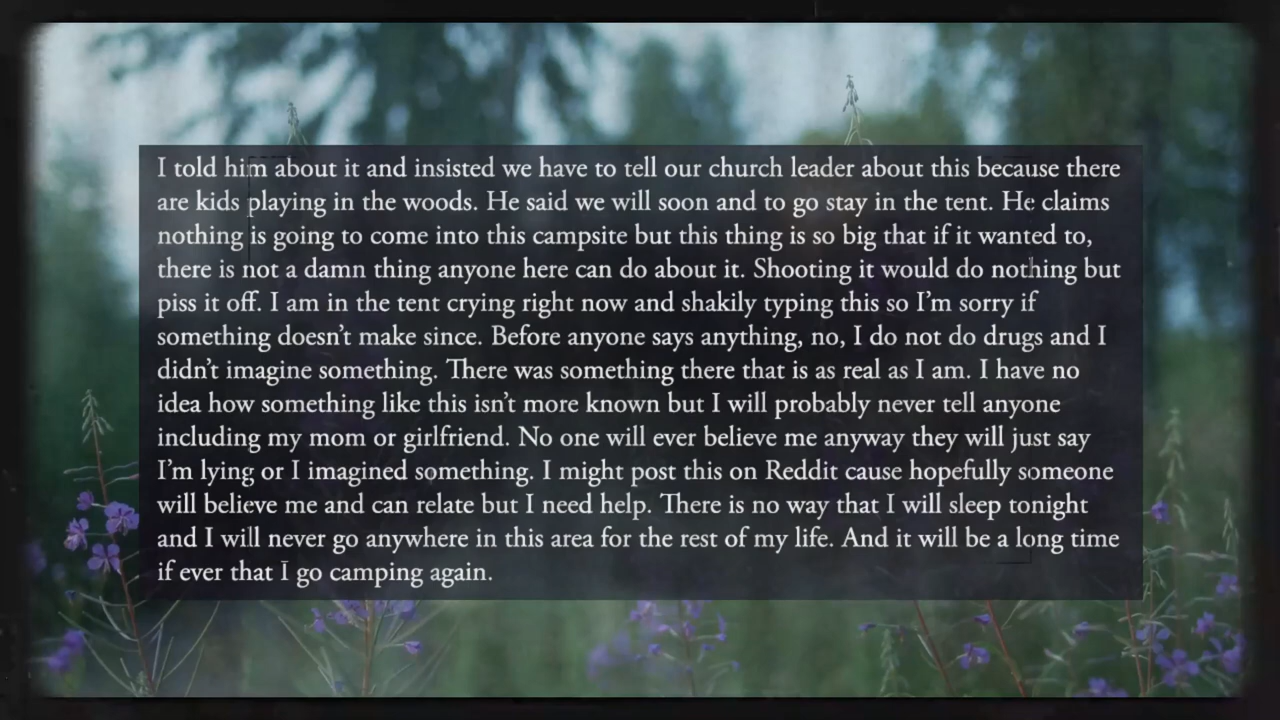 I told him about it and insisted we have to tell our church leader about this because there
are kids playing in the woods. He said we will soon and to go stay in the tent. He claims
nothing is going to come into this campsite but this thing is so big that if it wanted to,
there is not a damn thing anyone here can do about it. Shooting it would do nothing but
piss it off. I am in the tent crying right now and shakily typing this so I’m sorry if
something doesn’t make since. Before anyone says anything, no, I do not do drugs and I
didn’t imagine something. There was something there that is as real as I am. I have no
idea how something like this isn’t more known but I will probably never tell anyone
including my mom or girlfriend. No one will ever believe me anyway they will just say
I’m lying or I imagined something. I might post this on Reddit cause hopefully someone
will believe me and can relate but I need help. There is no way that I will sleep tonight
and I will never go anywhere in this area for the rest of my life. And it will be a long time
if ever that I go camping again.